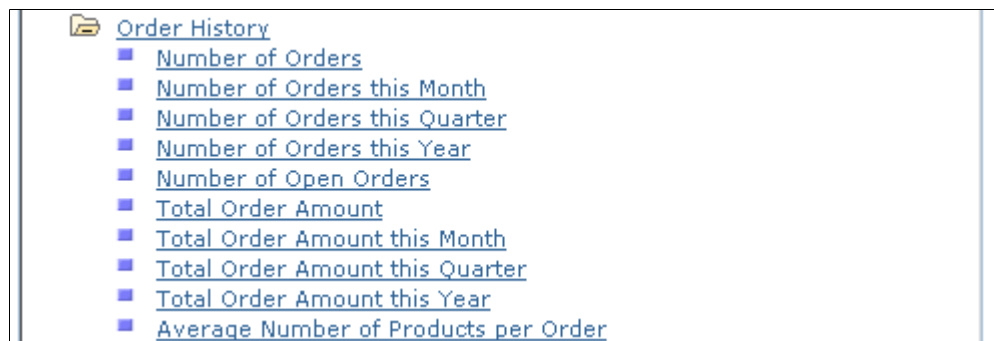 Order History
Number of Orders
Number of Orders this Month
Number of Orders this Quarter
Number of Orders this Year
Number of Open Orders
Total Order Amount
Total Order Amount this Month
Total Order Amount this Quarter
Total Order Amount this Year
Average Number of Products per Order